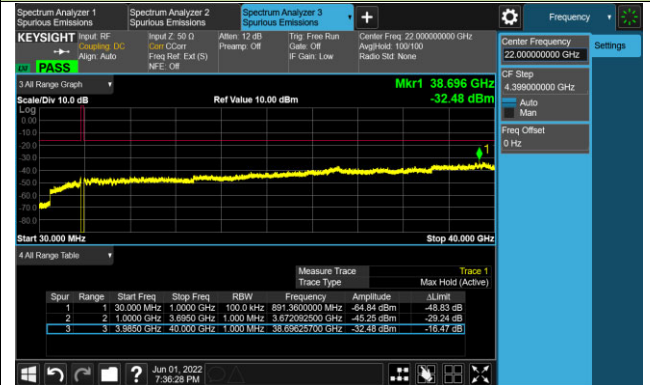 Spectrum Analyzer 1
Spurious Emissions
Spectrum Analyzer 2
Spurious Emissions
Spectrum Analyzer 3
Spurious Emissions
Frequency
KEYSIGHT
Input: RF
Coupling: DC
Align: Auto
Input Z: 50 Ω
Corr CCorr
Freq Ref: Ext (S)
NFE: Off
Atten: 12 dB
Preamp: Off
Trig: Free Run
Gate: Off
IF Gain: Low
Center Freq: 22.000000000 GHz
Avg|Hold: 100/100
Radio Std: None
PASS
Center Frequency
22.000000000 GHz
Settings
CF Step
4.399000000 GHz
Auto
Man
Freq Offset
0 Hz
3 All Range Graph
Mkr1 38.696 GHz
Scale/Div 10.0 dB
Ref Value 10.00 dBm
-32.48 dBm
Log
0.00
-10.0
-20.0
-30.0
-40.0
-50.0
-60.0
-70.0
-80.0
1
Start 30.000 MHz
Stop 40.000 GHz
4 All Range Table
Measure Trace Trace 1
Trace Type Max Hold (Active)
Spur Range Start Freq Stop Freq RBW Frequency Amplitude ΔLimit
1 1 30.000 MHz 1.0000 GHz 100.0 kHz 891.3600000 MHz -64.84 dBm -48.83 dB
2 2 1.0000 GHz 3.6950 GHz 1.000 MHz 3.672092500 GHz -45.25 dBm -29.24 dB
3 3 3.9850 GHz 40.000 GHz 1.000 MHz 38.69625700 GHz -32.48 dBm -16.47 dB
?
Jun 01, 2022
7:36:28 PM